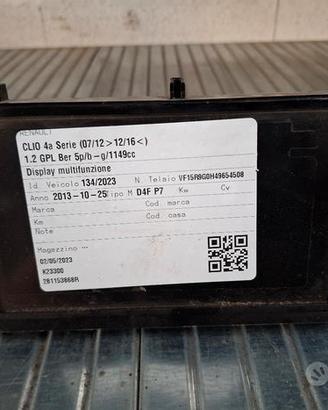 RENAULT
CLIO 4a Serie (07/12 > 12/16 <)
1.2 GPL Ber 5p/b-g/1149cc
Display multifunzione
Id Veicolo 134/2023 N Telaio VF15R9G0H49654508
Anno 2013-10-25 Tipo M D4F P7 Kw Cv
Marca Cod. marca
Km Cod. casa
Note
Magazzino ...
02/05/2023
K23300
281153868R